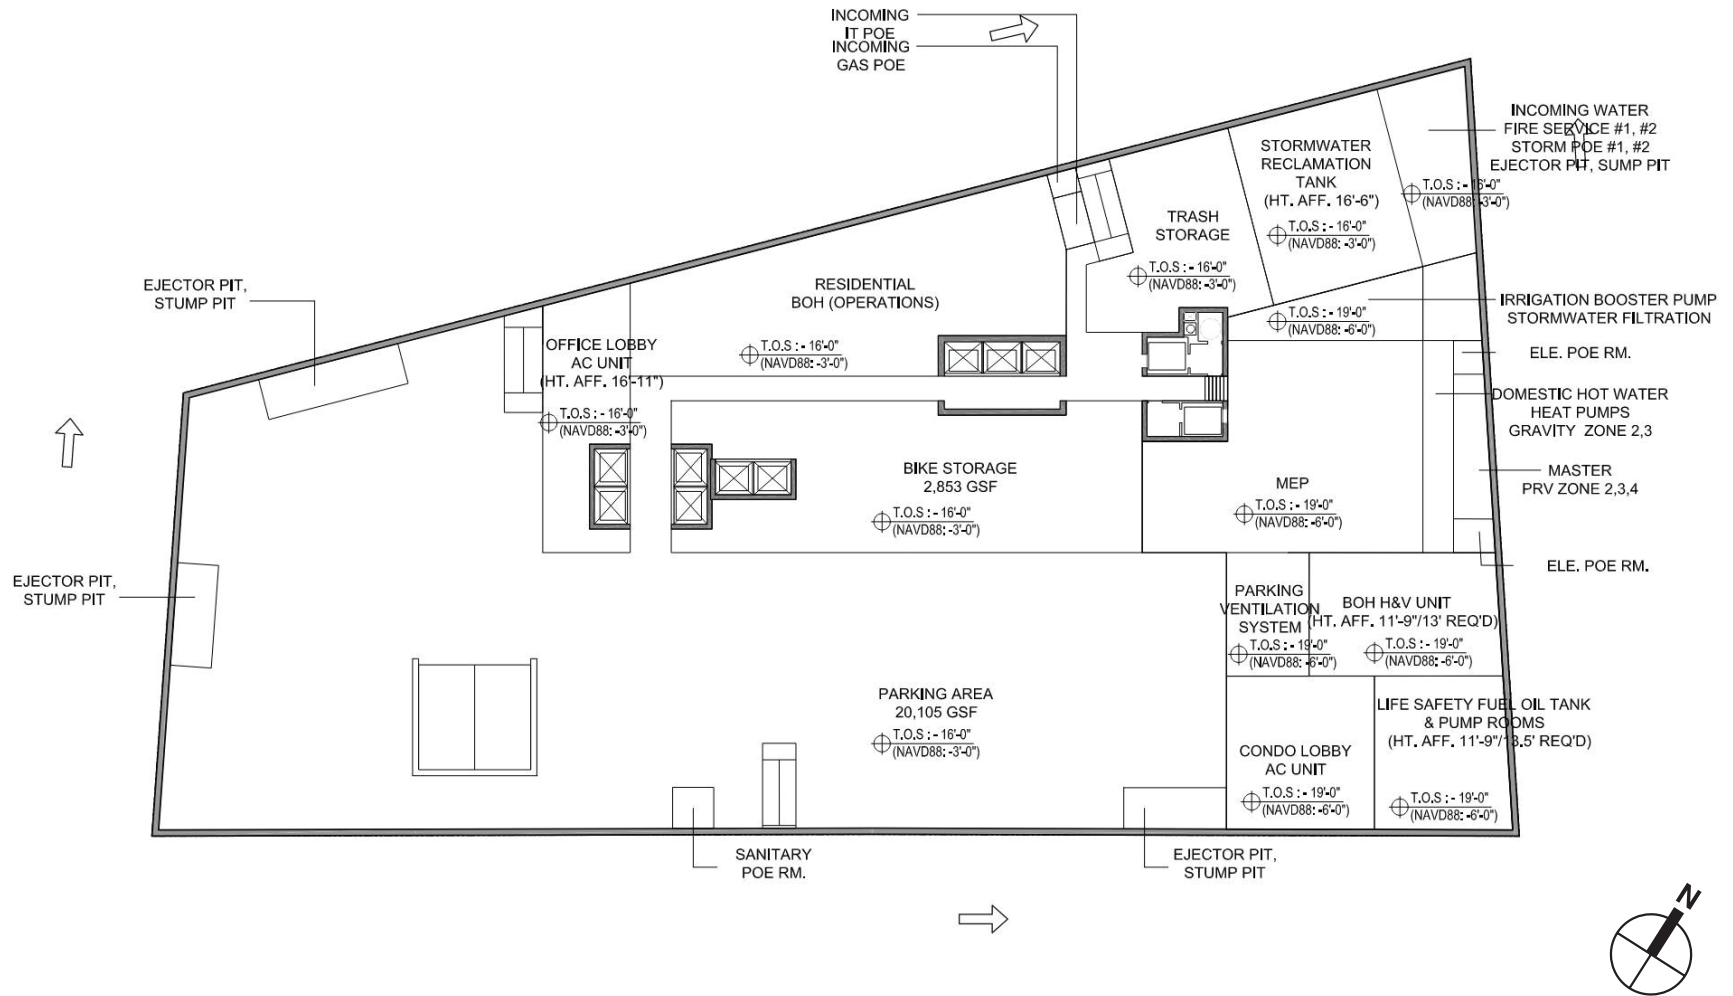 INCOMING
IT POE
INCOMING
GAS POE
INCOMING WATER
FIRE SERVICE #1, #2
STORM POE #1, #2
EJECTOR PIT, SUMP PIT
STORMWATER
RECLAMATION
TANK
(HT. AFF. 16'-6")
T.O.S : - 16'-0"
(NAVD88: -3'-0")
T.O.S : - 16'-0"
(NAVD88: -3'-0")
TRASH
STORAGE
T.O.S : - 16'-0"
(NAVD88: -3'-0")
EJECTOR PIT,
STUMP PIT
RESIDENTIAL
BOH (OPERATIONS)
T.O.S : - 16'-0"
(NAVD88: -3'-0")
T.O.S : - 19'-0"
(NAVD88: -6'-0")
IRRIGATION BOOSTER PUMP
STORMWATER FILTRATION
OFFICE LOBBY
AC UNIT
(HT. AFF. 16'-11")
T.O.S : - 16'-0"
(NAVD88: -3'-0")
ELE. POE RM.
DOMESTIC HOT WATER
HEAT PUMPS
GRAVITY ZONE 2,3
BIKE STORAGE
2,853 GSF
T.O.S : - 16'-0"
(NAVD88: -3'-0")
MEP
T.O.S : - 19'-0"
(NAVD88: -6'-0")
MASTER
PRV ZONE 2,3,4
ELE. POE RM.
EJECTOR PIT,
STUMP PIT
PARKING
VENTILATION
SYSTEM
T.O.S : - 19'-0"
(NAVD88: -6'-0")
BOH H&V UNIT
(HT. AFF. 11'-9"/13' REQ'D)
T.O.S : - 19'-0"
(NAVD88: -6'-0")
PARKING AREA
20,105 GSF
T.O.S : - 16'-0"
(NAVD88: -3'-0")
LIFE SAFETY FUEL OIL TANK
& PUMP ROOMS
(HT. AFF. 11'-9"/13.5' REQ'D)
T.O.S : - 19'-0"
(NAVD88: -6'-0")
CONDO LOBBY
AC UNIT
T.O.S : - 19'-0"
(NAVD88: -6'-0")
SANITARY
POE RM.
EJECTOR PIT,
STUMP PIT
N